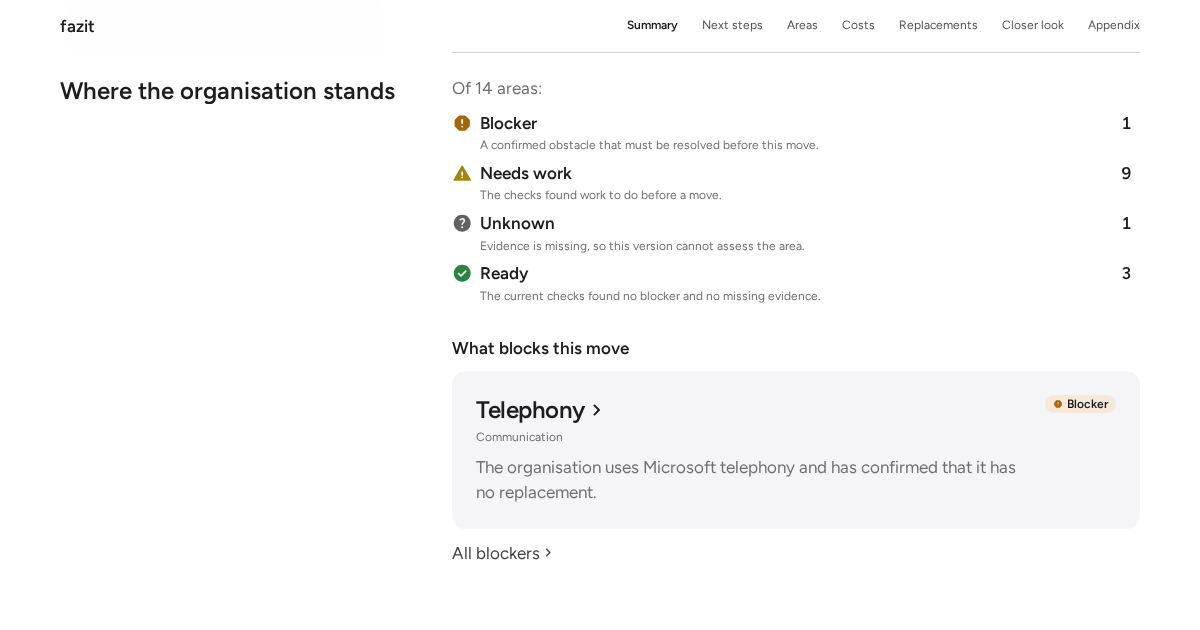 fazit
Summary
Next steps
Areas
Costs
Replacements
Closer look
Appendix
Where the organisation stands
Of 14 areas:
Blocker
1
A confirmed obstacle that must be resolved before this move.
Needs work
9
The checks found work to do before a move.
Unknown
1
Evidence is missing, so this version cannot assess the area.
Ready
3
The current checks found no blocker and no missing evidence.
What blocks this move
Telephony
Blocker
Communication
The organisation uses Microsoft telephony and has confirmed that it has
no replacement.
All blockers